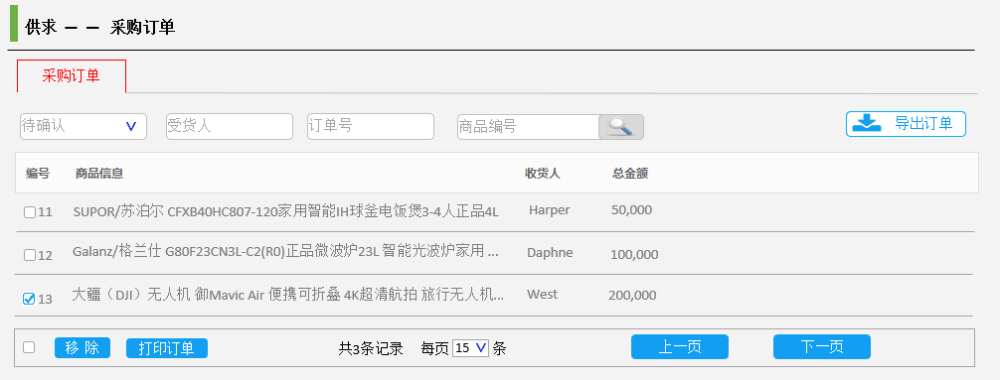 供求 — — 采购订单
采购订单
待确认 受货人 订单号 商品编号 导出订单
编号 商品信息 收货人 总金额
11 SUPOR/苏泊尔 CFXB40HC807-120家用智能IH球釜电饭煲3-4人正品4L Harper 50,000
12 Galanz/格兰仕 G80F23CN3L-C2(R0)正品微波炉23L 智能光波炉家用 ... Daphne 100,000
13 大疆（DJI）无人机 御Mavic Air 便携可折叠 4K超清航拍 旅行无人机... West 200,000
移 除 打印订单 共3条记录 每页 15 条 上一页 下一页